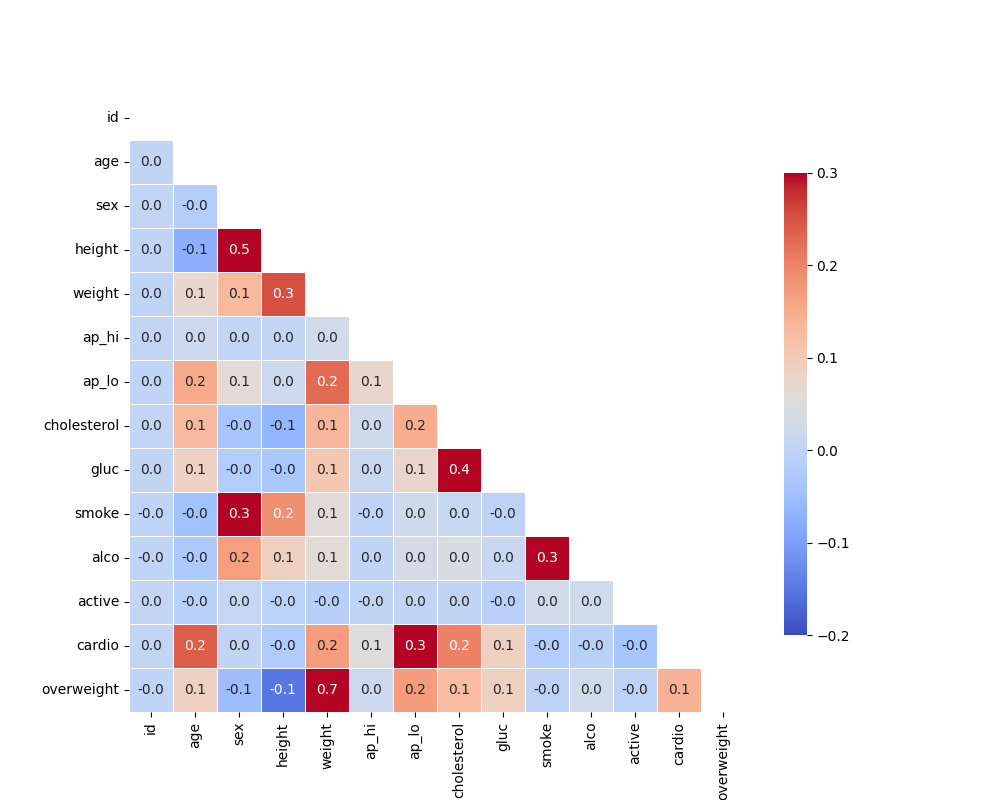 id
age 0.0
sex 0.0 -0.0
height 0.0 -0.1 0.5
weight 0.0 0.1 0.1 0.3
ap_hi 0.0 0.0 0.0 0.0 0.0
ap_lo 0.0 0.2 0.1 0.0 0.2 0.1
cholesterol 0.0 0.1 -0.0 -0.1 0.1 0.0 0.2
gluc 0.0 0.1 -0.0 -0.0 0.1 0.0 0.1 0.4
smoke -0.0 -0.0 0.3 0.2 0.1 -0.0 0.0 0.0 -0.0
alco -0.0 -0.0 0.2 0.1 0.1 0.0 0.0 0.0 0.0 0.3
active 0.0 -0.0 0.0 -0.0 -0.0 -0.0 0.0 0.0 -0.0 0.0 0.0
cardio 0.0 0.2 0.0 -0.0 0.2 0.1 0.3 0.2 0.1 -0.0 -0.0 -0.0
overweight -0.0 0.1 -0.1 -0.1 0.7 0.0 0.2 0.1 0.1 -0.0 0.0 -0.0 0.1
id age sex height weight ap_hi ap_lo cholesterol gluc smoke alco active cardio overweight
0.3
0.2
0.1
0.0
−0.1
−0.2